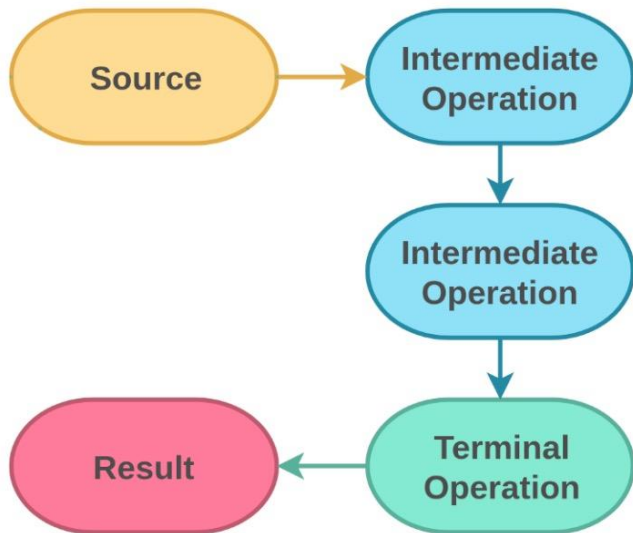 Source
Intermediate
Operation
Intermediate
Operation
Terminal
Operation
Result